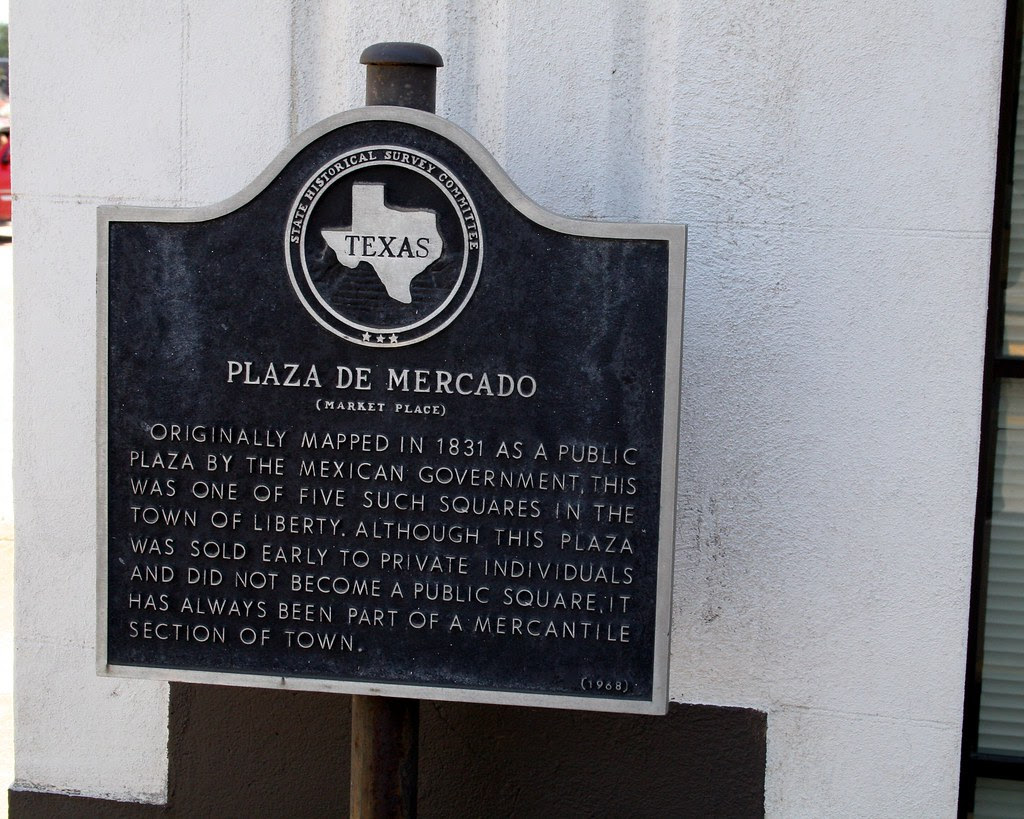 STATE HISTORICAL SURVEY COMMITTEE
TEXAS
PLAZA DE MERCADO
(MARKET PLACE)
ORIGINALLY MAPPED IN 1831 AS A PUBLIC
PLAZA BY THE MEXICAN GOVERNMENT, THIS
WAS ONE OF FIVE SUCH SQUARES IN THE
TOWN OF LIBERTY. ALTHOUGH THIS PLAZA
WAS SOLD EARLY TO PRIVATE INDIVIDUALS
AND DID NOT BECOME A PUBLIC SQUARE, IT
HAS ALWAYS BEEN PART OF A MERCANTILE
SECTION OF TOWN.
(1968)